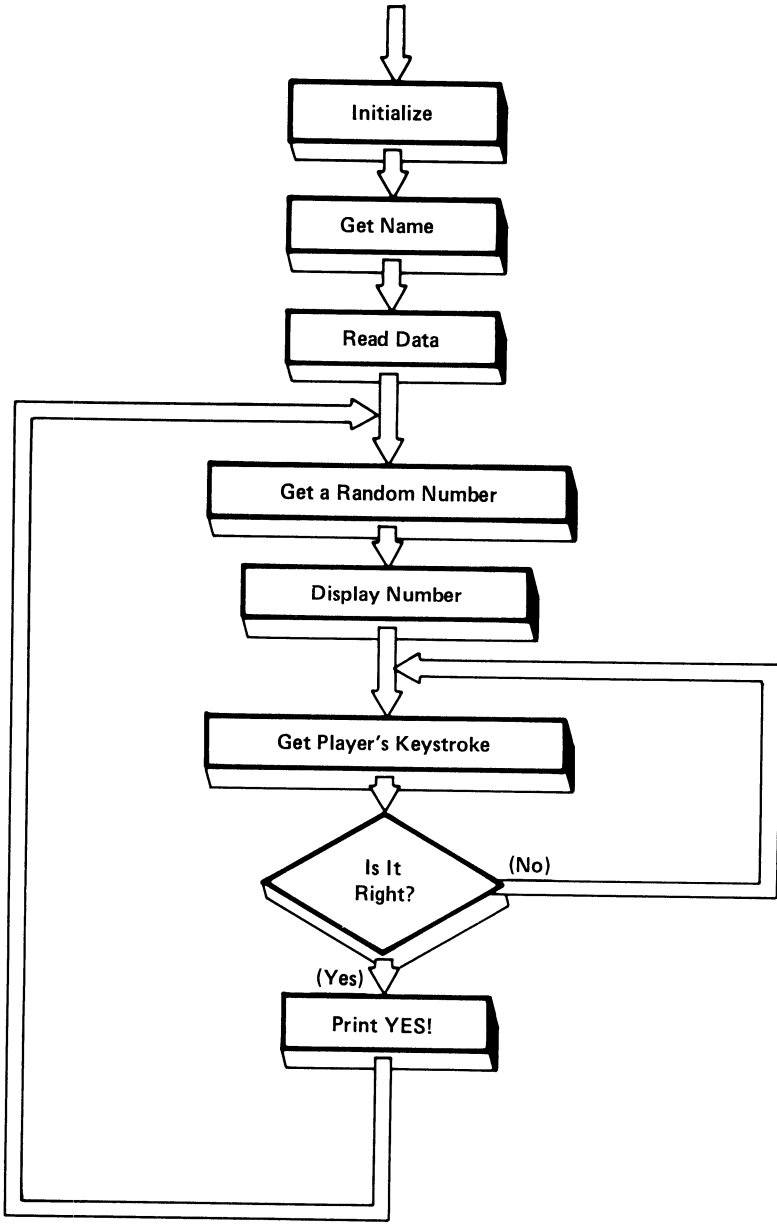 Initialize
Get Name
Read Data
Get a Random Number
Display Number
Get Player's Keystroke
Is It
Right?
(No)
(Yes)
Print YES!